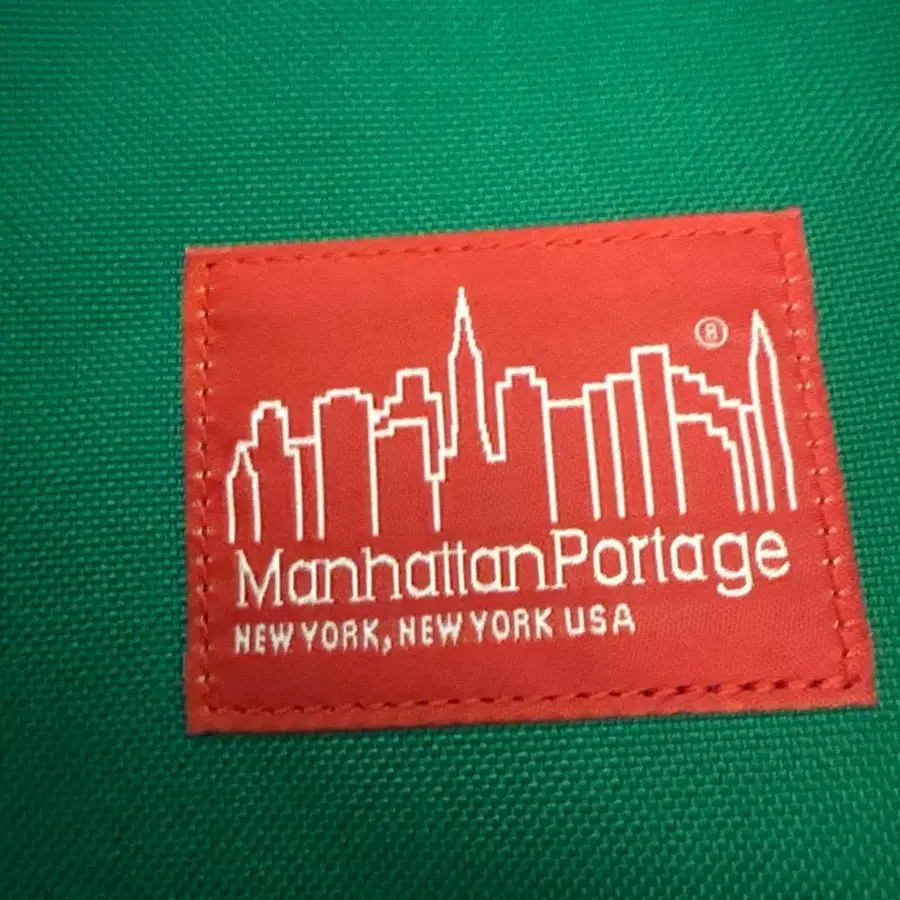 ®
ManhattanPortage
NEW YORK, NEW YORK USA